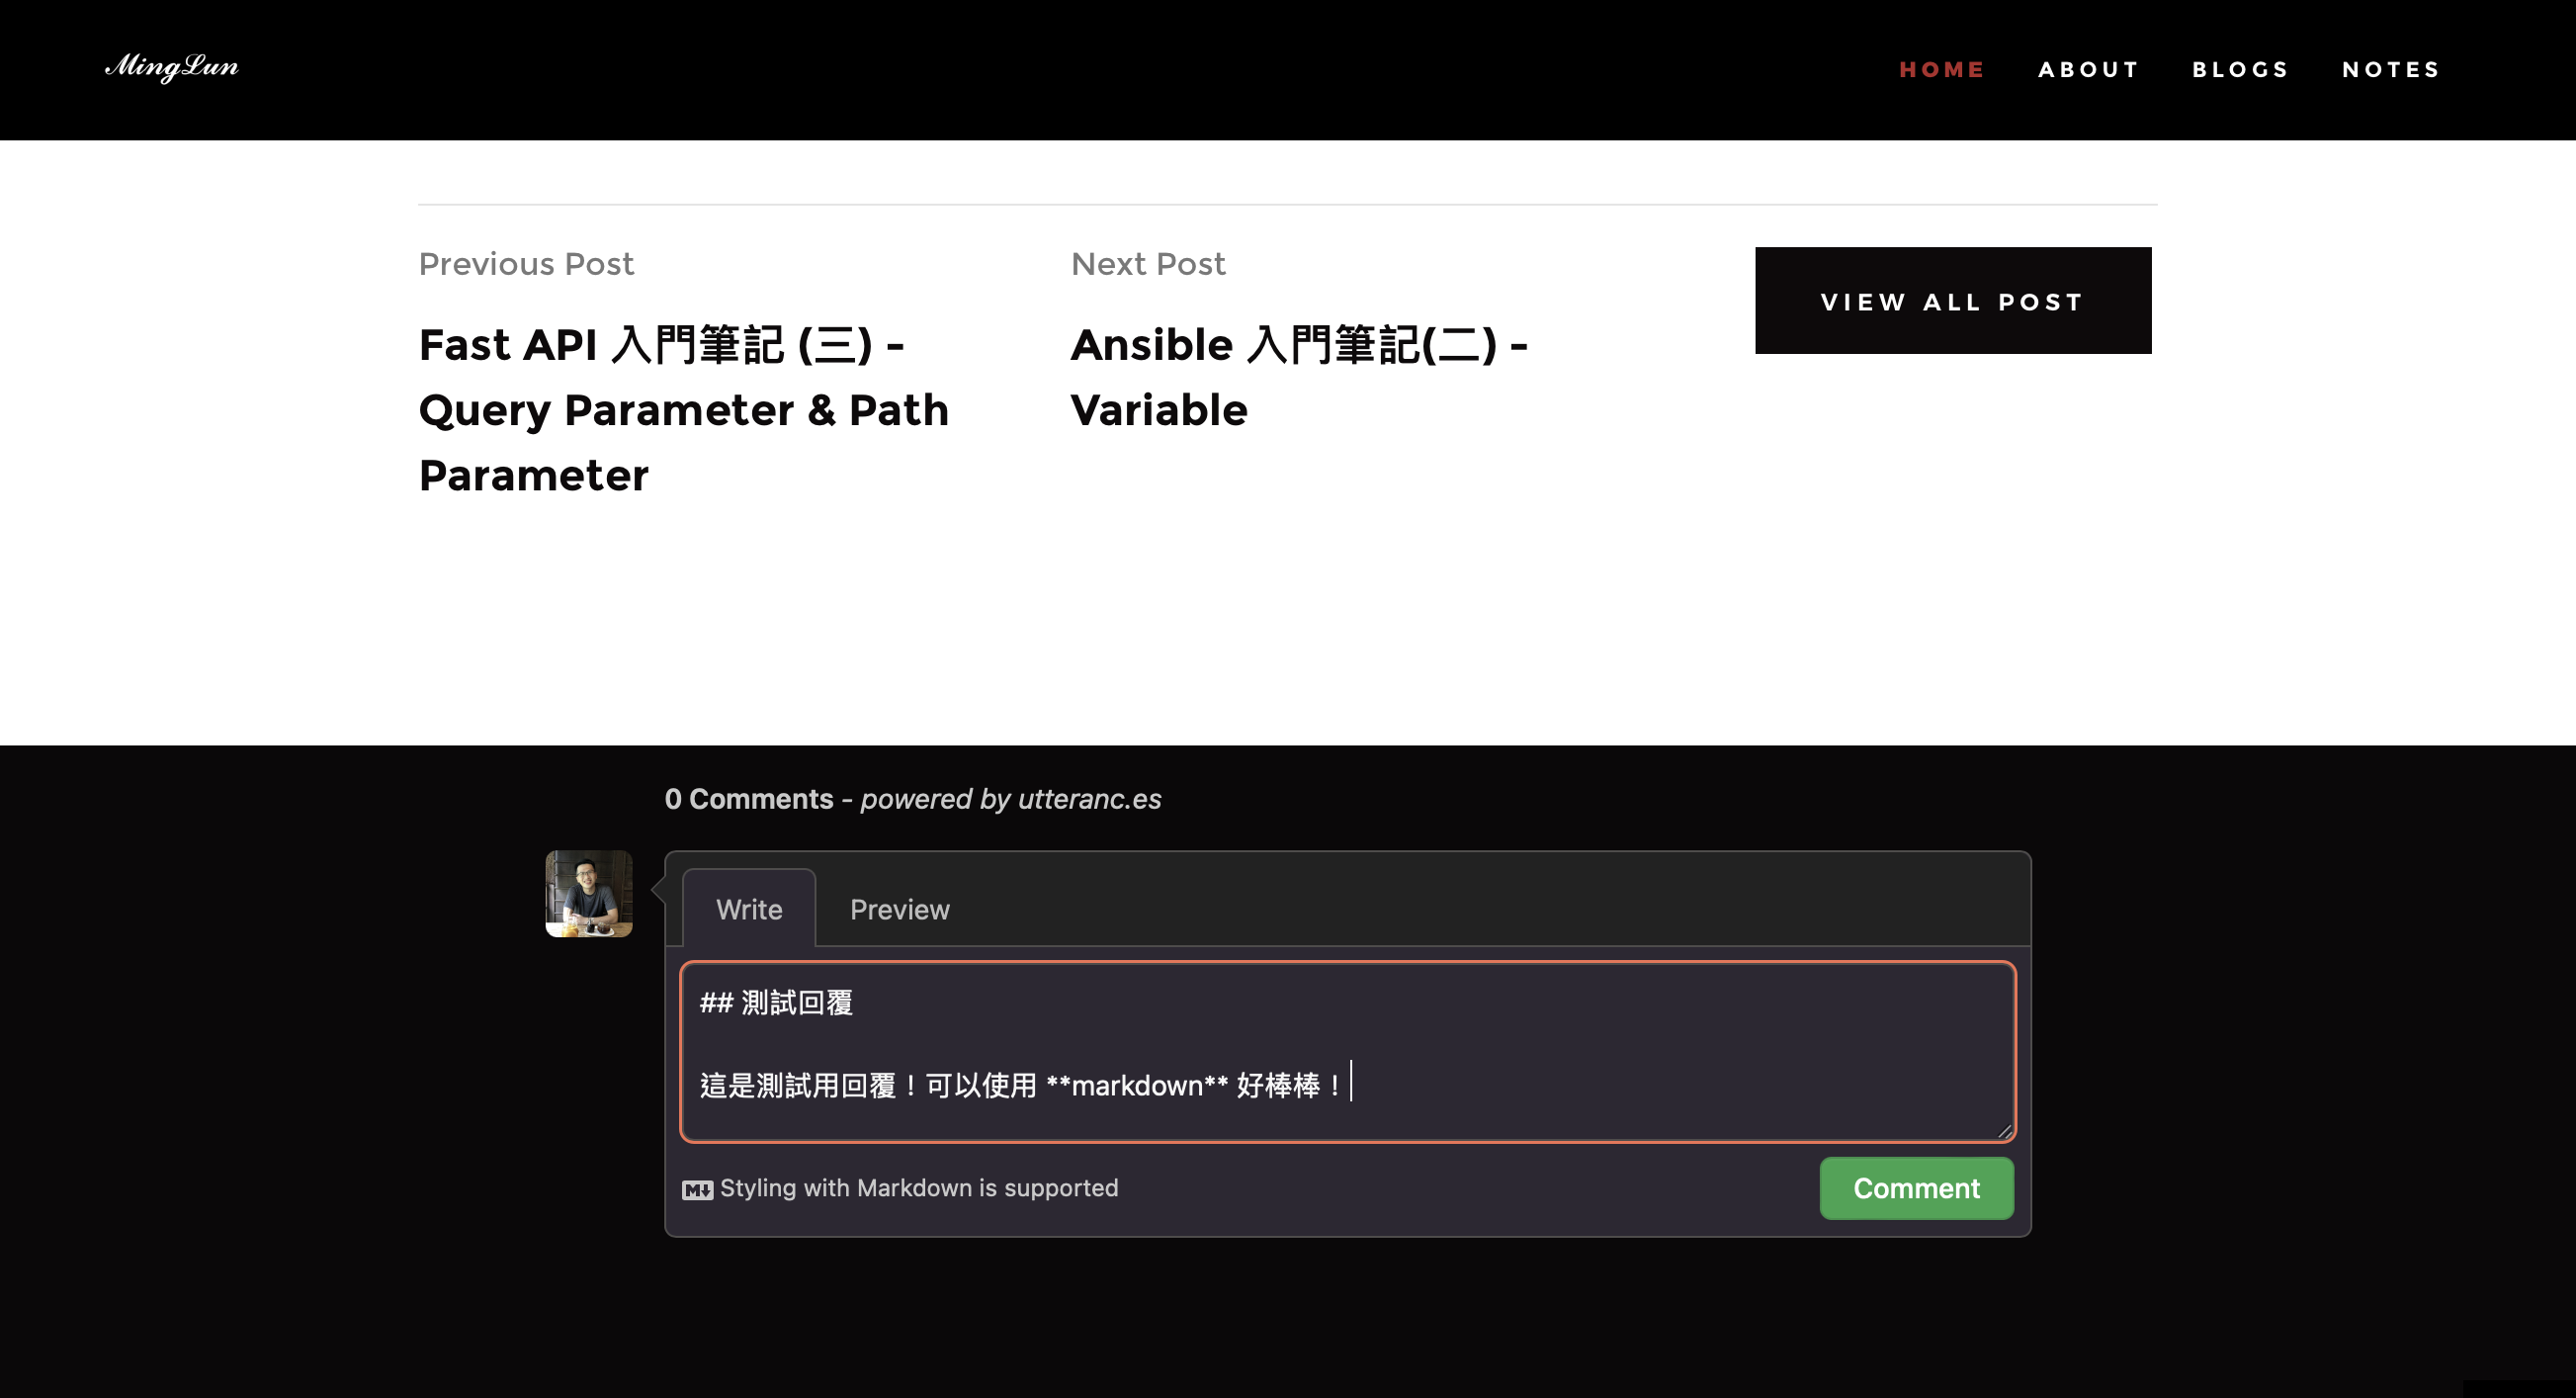 MingLun
HOME ABOUT BLOGS NOTES
Previous Post
Fast API 入門筆記 (三) -
Query Parameter & Path
Parameter
Next Post
Ansible 入門筆記(二) -
Variable
VIEW ALL POST
0 Comments - powered by utteranc.es
Write Preview
## 測試回覆
這是測試用回覆！可以使用 **markdown** 好棒棒！
Styling with Markdown is supported
Comment